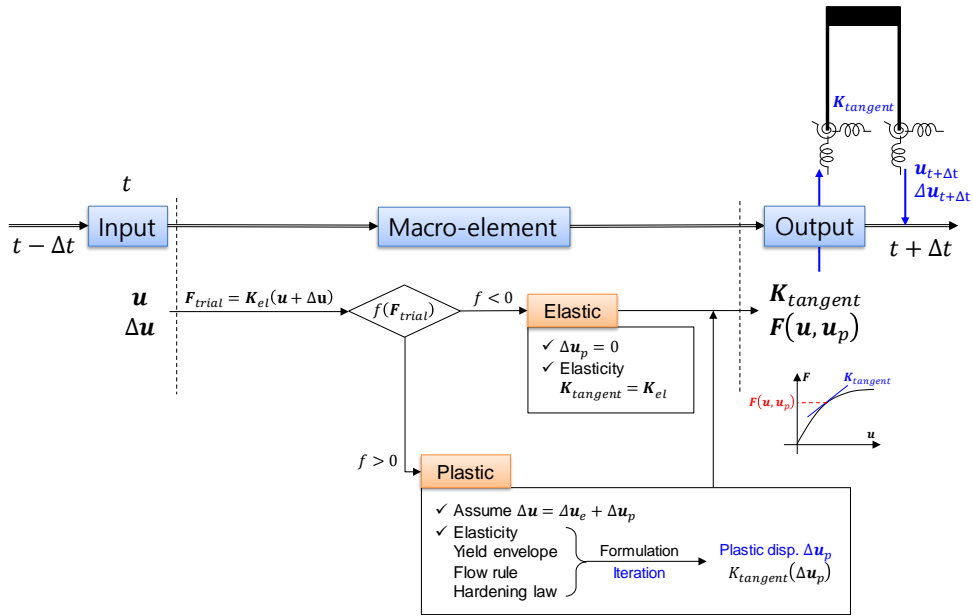 K_tangent
u_{t+Δt}
Δu_{t+Δt}
t
Input
Macro-element
Output
t − Δt
t + Δt
u
Δu
F_trial = K_el(u + Δu)
f(F_trial)
f < 0
Elastic
✓ Δu_p = 0
✓ Elasticity
K_tangent = K_el
K_tangent
F(u, u_p)
F
K_tangent
F(u, u_p)
u
f > 0
Plastic
✓ Assume Δu = Δu_e + Δu_p
✓ Elasticity
Yield envelope
Flow rule
Hardening law
Formulation
Iteration
Plastic disp. Δu_p
K_tangent(Δu_p)